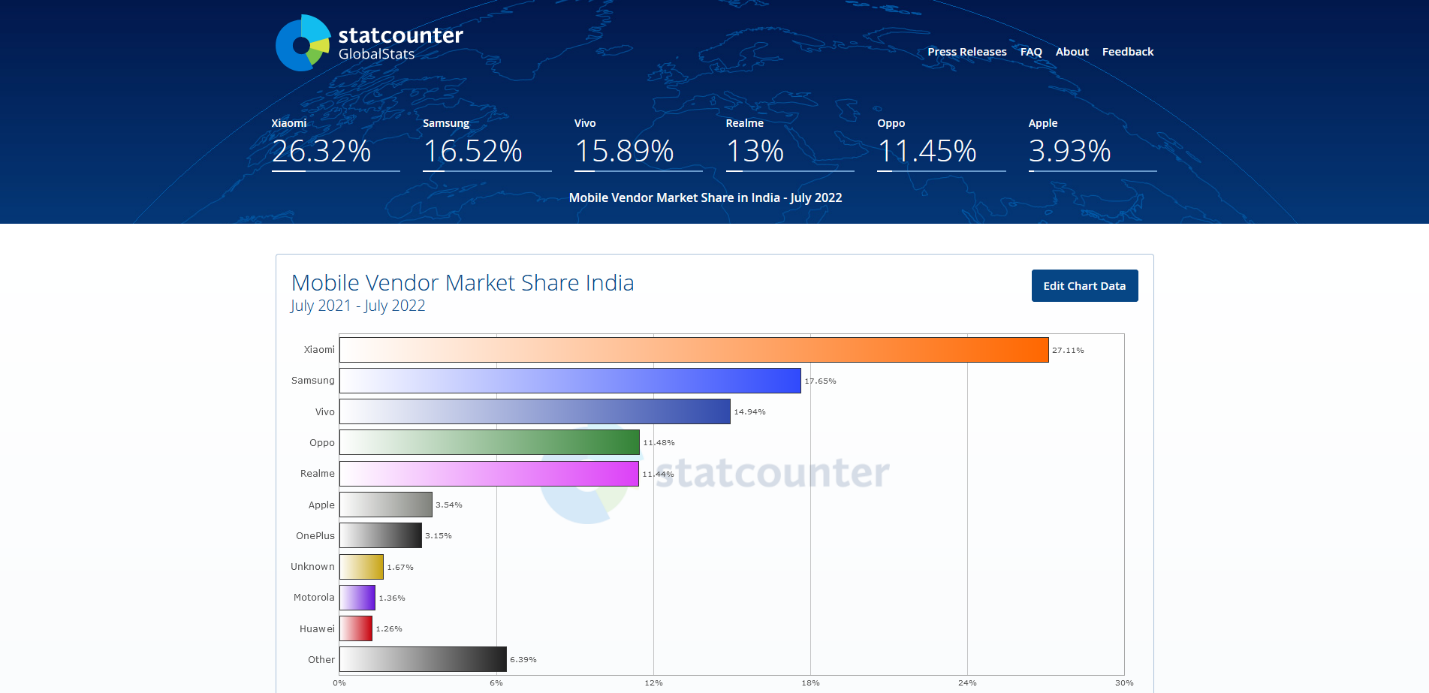 statcounter
GlobalStats
Press Releases FAQ About Feedback
Xiaomi Samsung Vivo Realme Oppo Apple
26.32% 16.52% 15.89% 13% 11.45% 3.93%
Mobile Vendor Market Share in India - July 2022
Mobile Vendor Market Share India
July 2021 - July 2022
Edit Chart Data
Xiaomi 27.11%
Samsung 17.65%
Vivo 14.94%
Oppo 11.48%
Realme 11.44%
statcounter
Apple 3.54%
OnePlus 3.15%
Unknown 1.67%
Motorola 1.36%
Huawei 1.26%
Other 6.39%
0% 6% 12% 18% 24% 30%